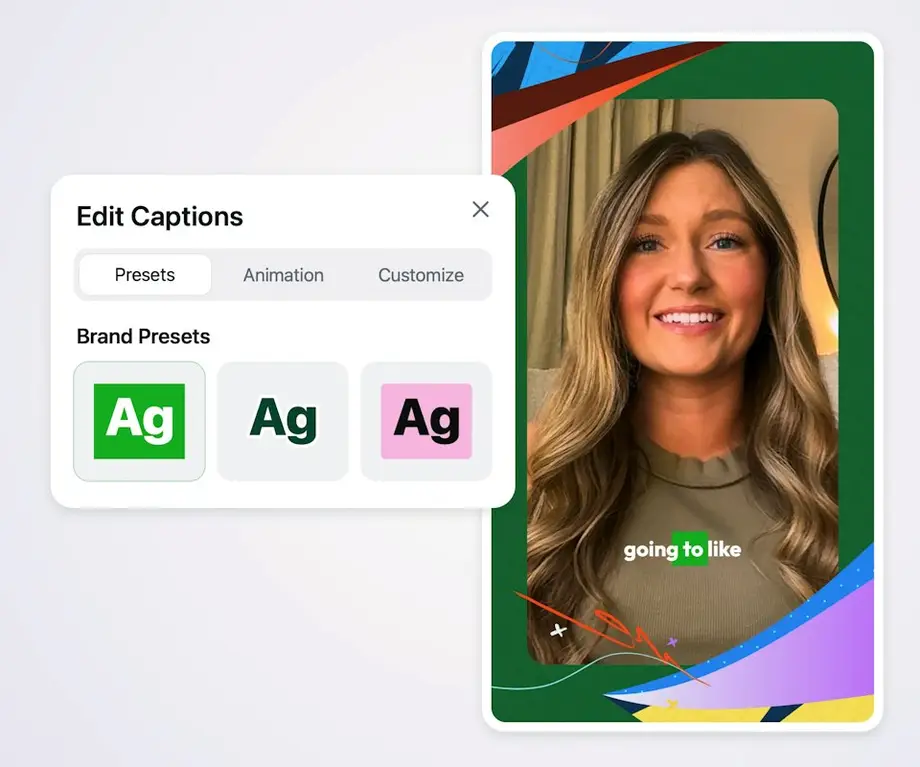 Edit Captions
Presets Animation Customize
Brand Presets
Ag Ag Ag
going to like